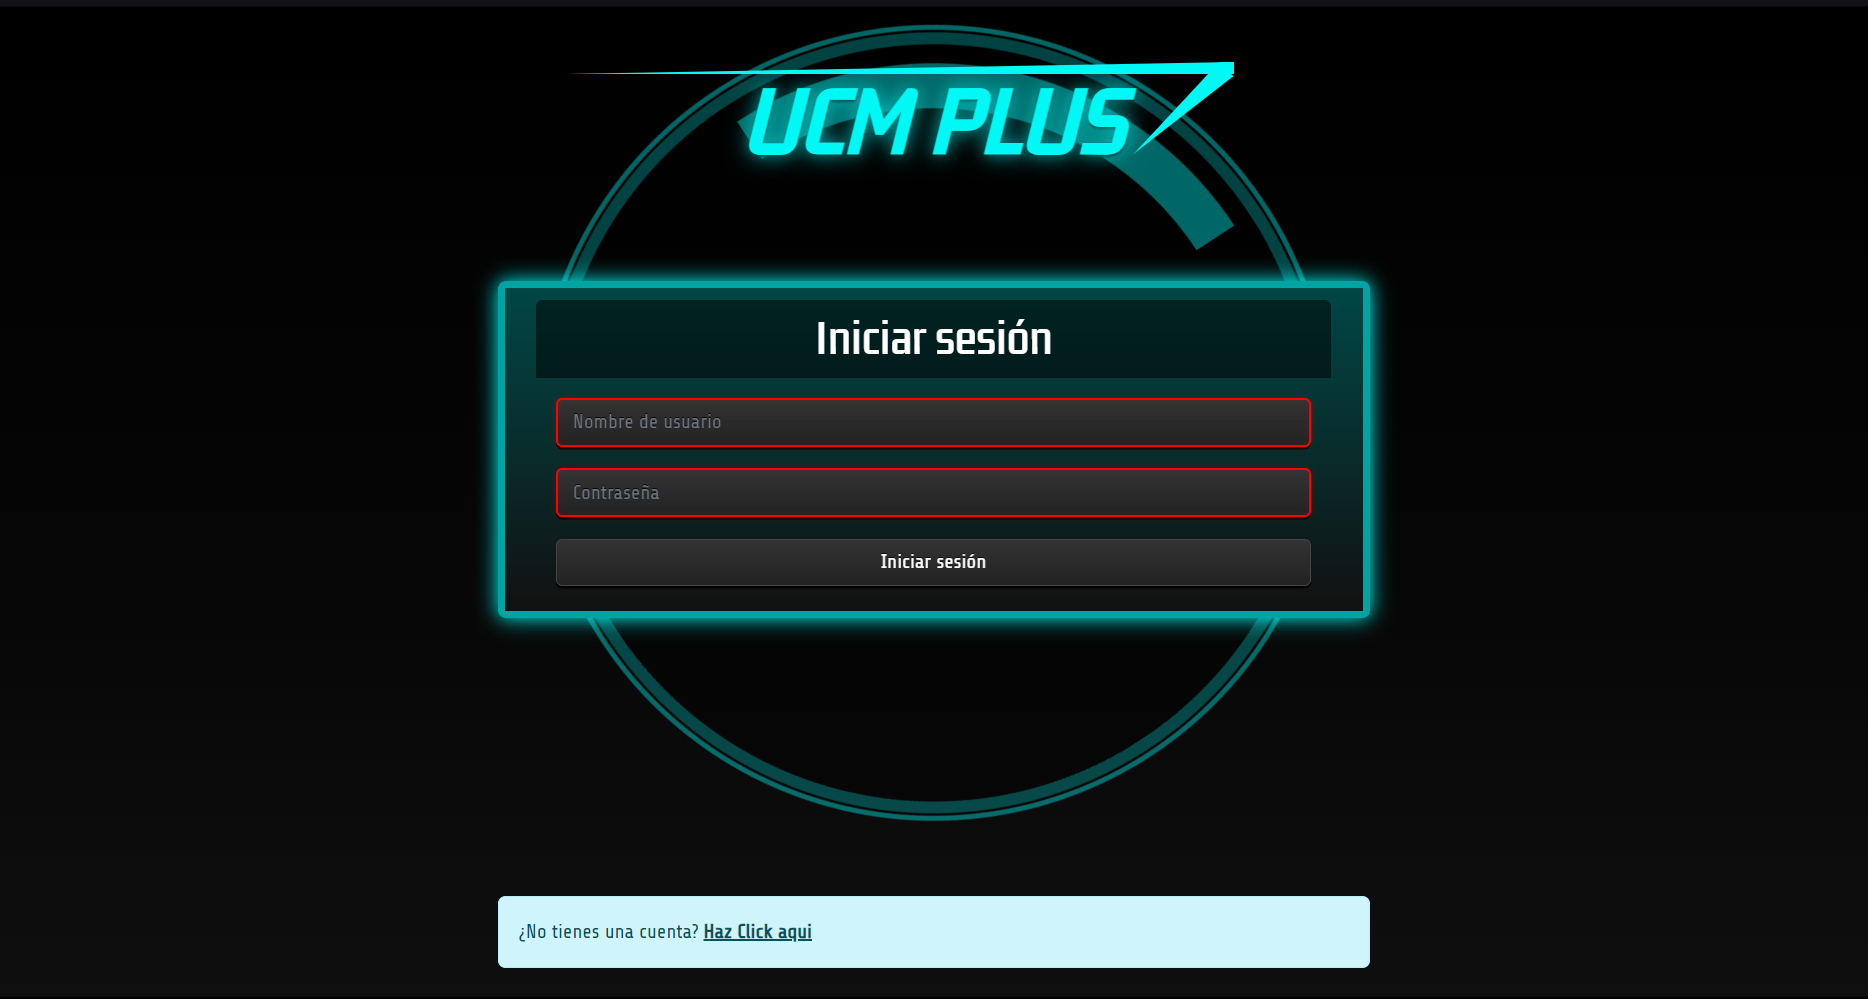 UCM PLUS
Iniciar sesión
Nombre de usuario
Contraseña
Iniciar sesión
¿No tienes una cuenta? Haz Click aqui